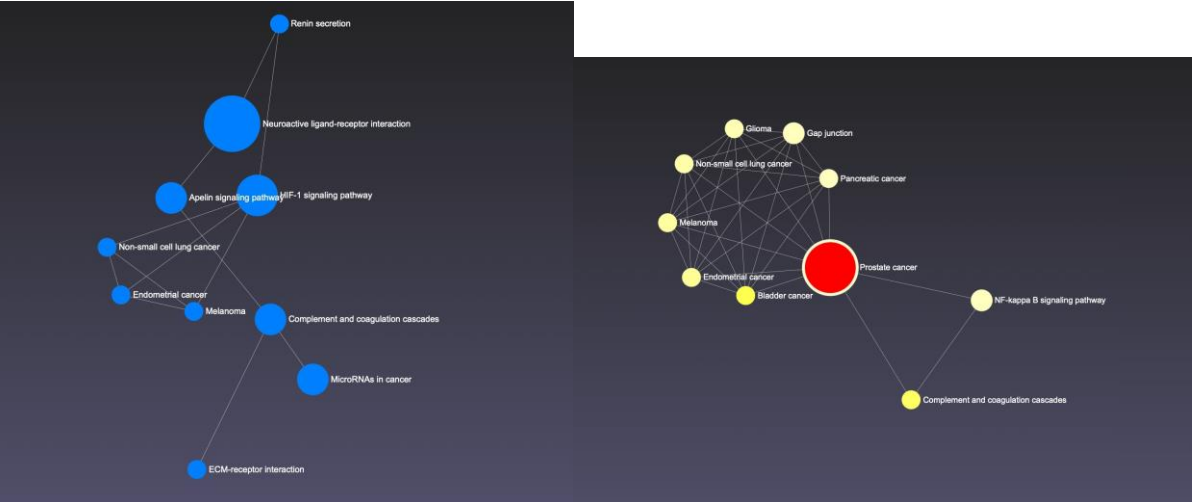 Renin secretion
Neuroactive ligand-receptor interaction
Apelin signaling pathway
HIF-1 signaling pathway
Non-small cell lung cancer
Endometrial cancer
Melanoma
Complement and coagulation cascades
MicroRNAs in cancer
ECM-receptor interaction
Glioma
Gap junction
Non-small cell lung cancer
Pancreatic cancer
Melanoma
Prostate cancer
Endometrial cancer
Bladder cancer
NF-kappa B signaling pathway
Complement and coagulation cascades